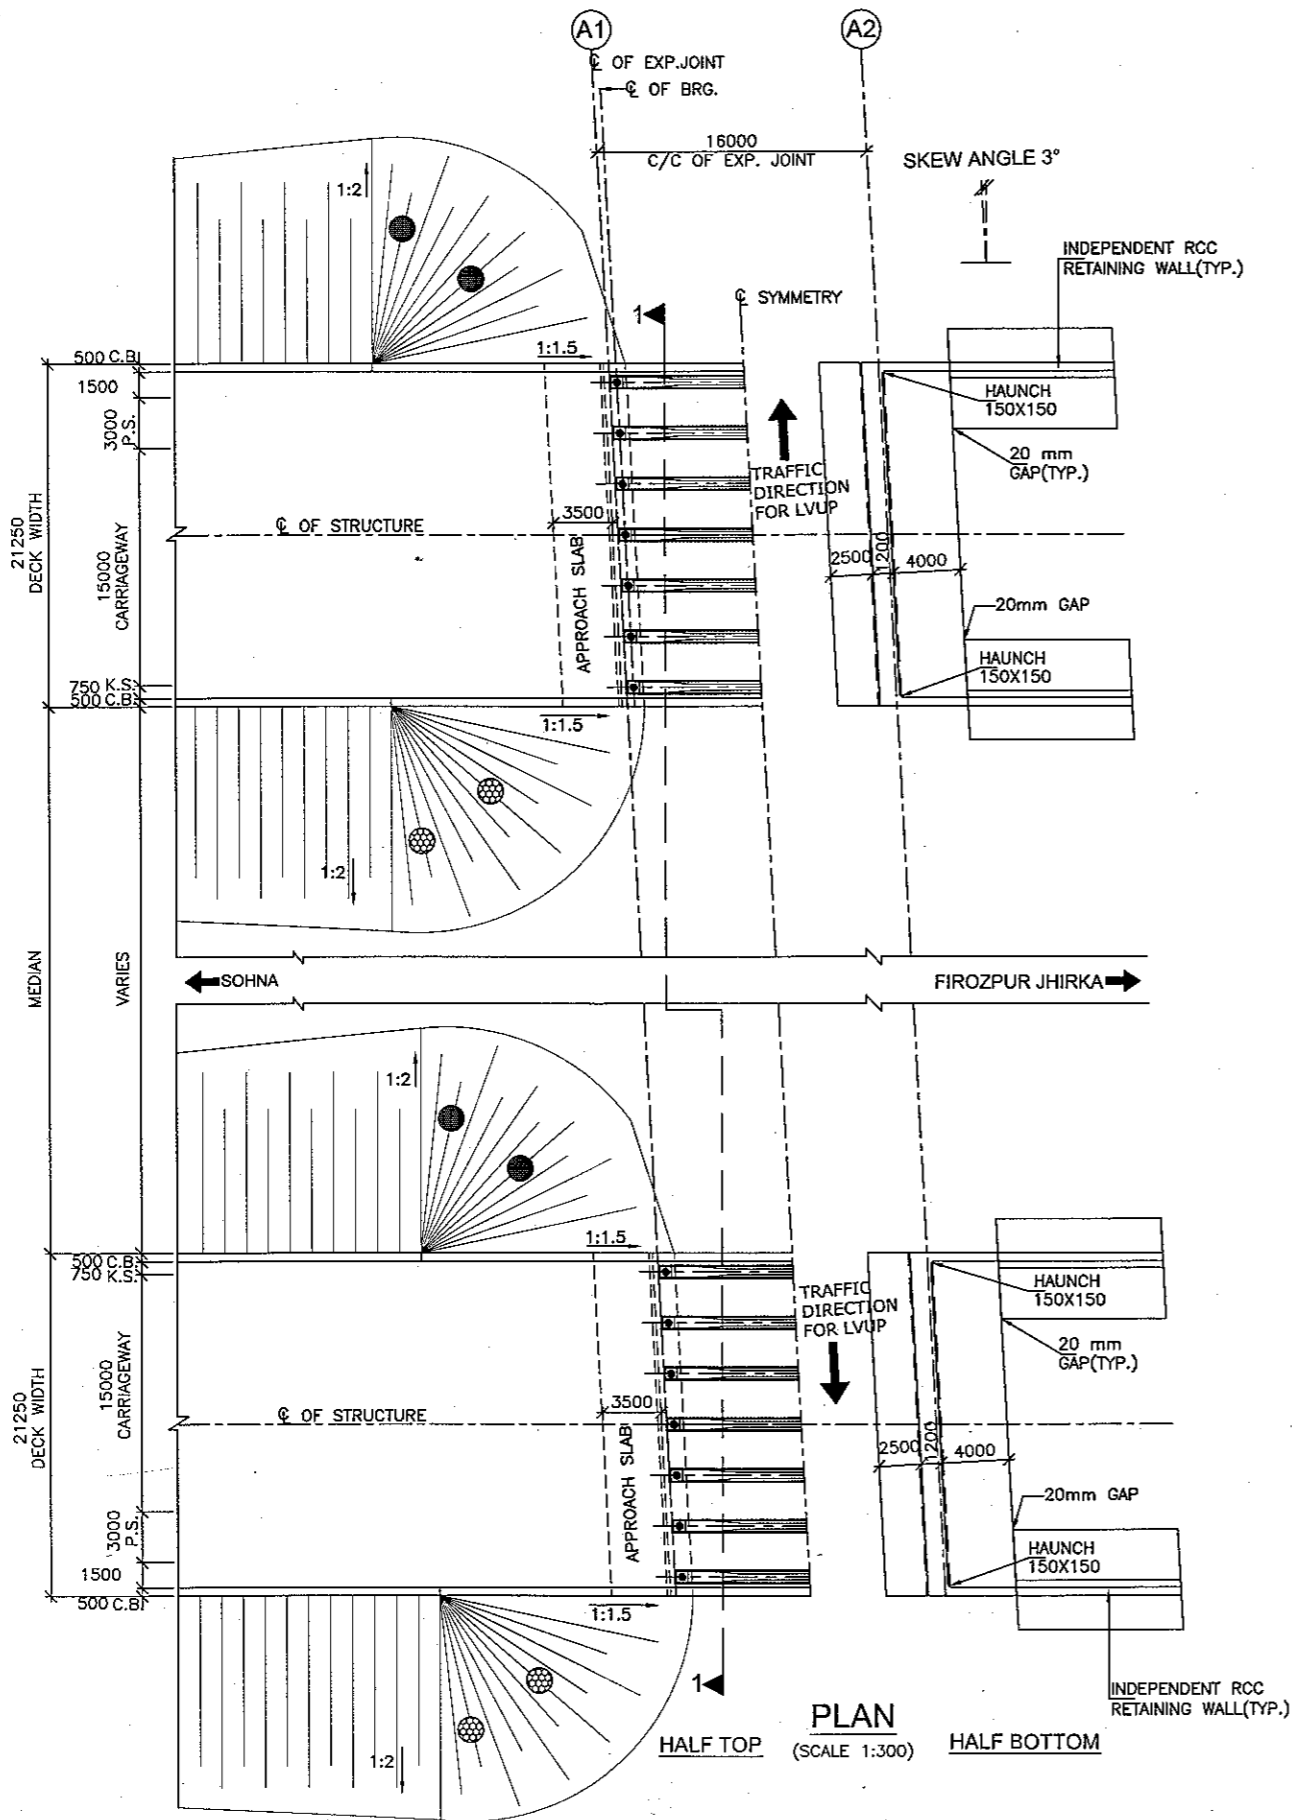 A1
A2
℄ OF EXP.JOINT
℄ OF BRG.
16000
C/C OF EXP. JOINT
SKEW ANGLE 3°
1:2
INDEPENDENT RCC
RETAINING WALL(TYP.)
℄ SYMMETRY
1
1:1.5
500 C.B
1500
3000
P.S.
HAUNCH
150X150
20 mm
GAP(TYP.)
TRAFFIC
DIRECTION
FOR LVUP
21250
DECK WIDTH
15000
CARRIAGEWAY
℄ OF STRUCTURE
3500
APPROACH SLAB
2500
1200
4000
20mm GAP
HAUNCH
150X150
750 K.S.
500 C.B
1:1.5
1:2
MEDIAN
VARIES
SOHNA
FIROZPUR JHIRKA
1:2
1:1.5
500 C.B
750 K.S.
HAUNCH
150X150
TRAFFIC
DIRECTION
FOR LVUP
20 mm
GAP(TYP.)
21250
DECK WIDTH
15000
CARRIAGEWAY
℄ OF STRUCTURE
3500
APPROACH SLAB
2500
1200
4000
20mm GAP
3000
P.S.
HAUNCH
150X150
1500
500 C.B
1:1.5
1
INDEPENDENT RCC
RETAINING WALL(TYP.)
1:2
PLAN
HALF TOP
(SCALE 1:300)
HALF BOTTOM